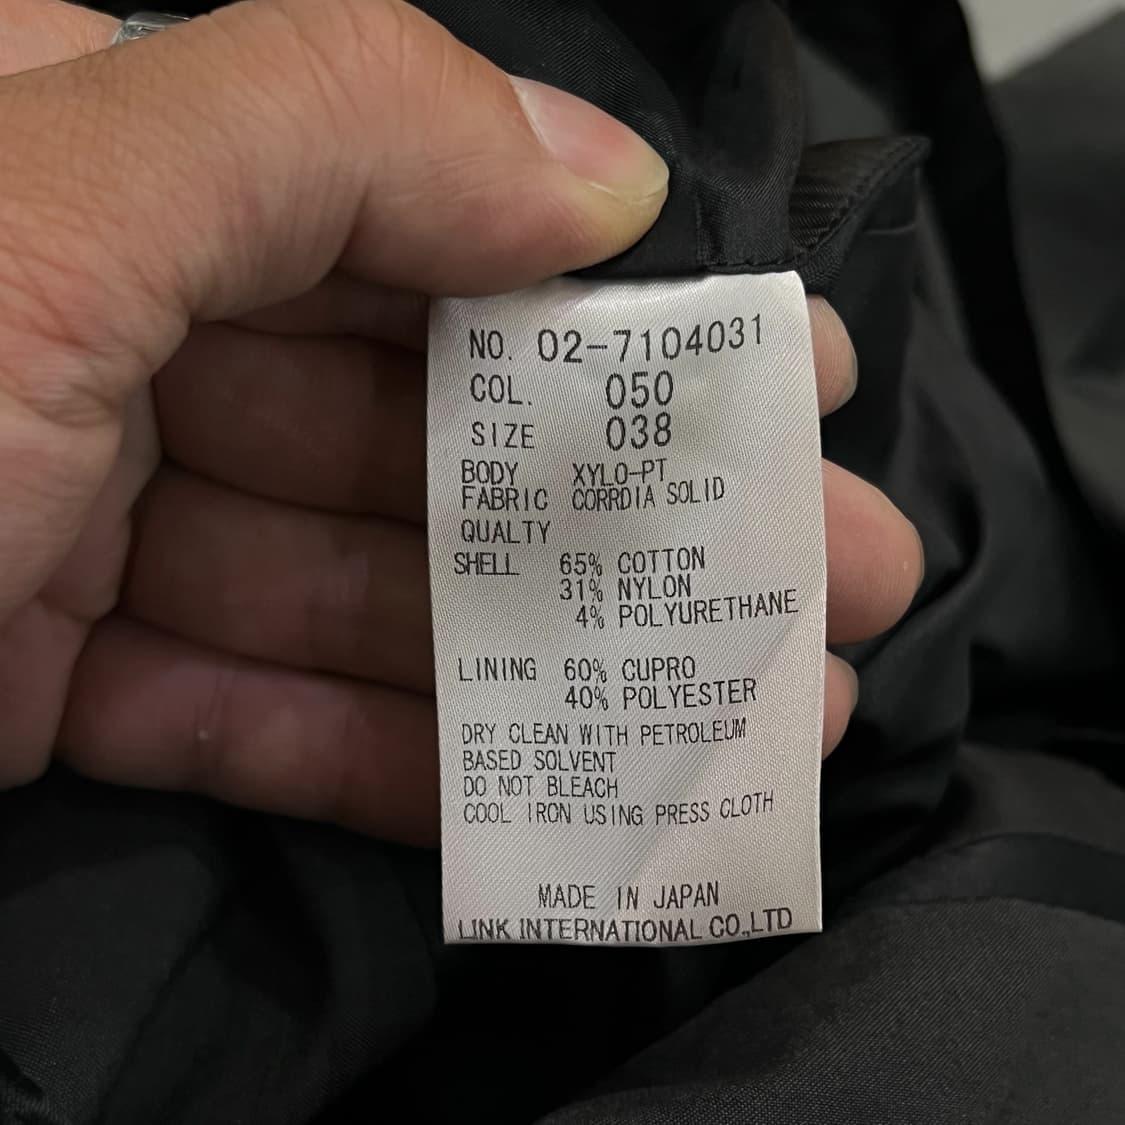 NO. 02-7104031
COL. 050
SIZE 038
BODY XYLO-PT
FABRIC CORRDIA SOLID
QUALTY
SHELL 65% COTTON
31% NYLON
4% POLYURETHANE
LINING 60% CUPRO
40% POLYESTER
DRY CLEAN WITH PETROLEUM
BASED SOLVENT
DO NOT BLEACH
COOL IRON USING PRESS CLOTH
MADE IN JAPAN
LINK INTERNATIONAL CO.,LTD